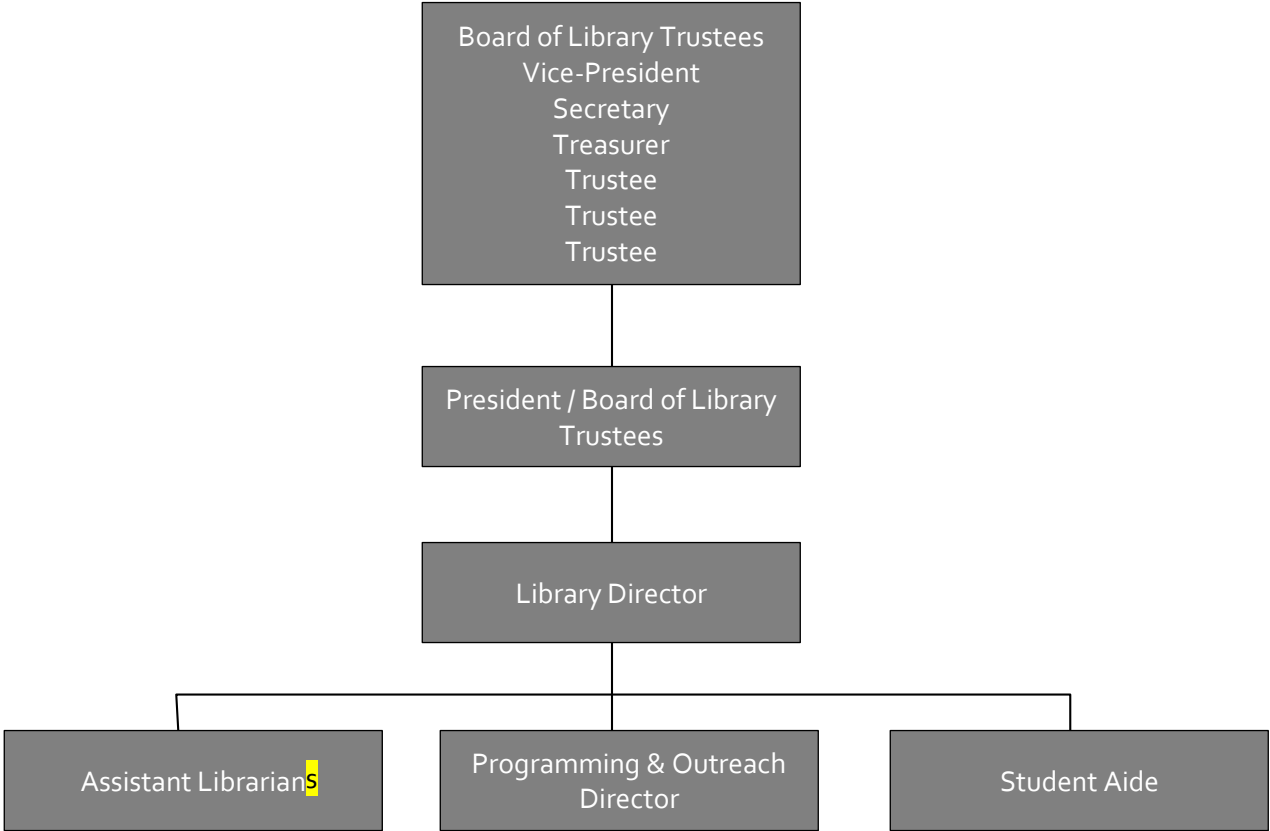 Board of Library Trustees
Vice-President
Secretary
Treasurer
Trustee
Trustee
Trustee
President / Board of Library
Trustees
Library Director
Assistant Librarians
Programming & Outreach
Director
Student Aide